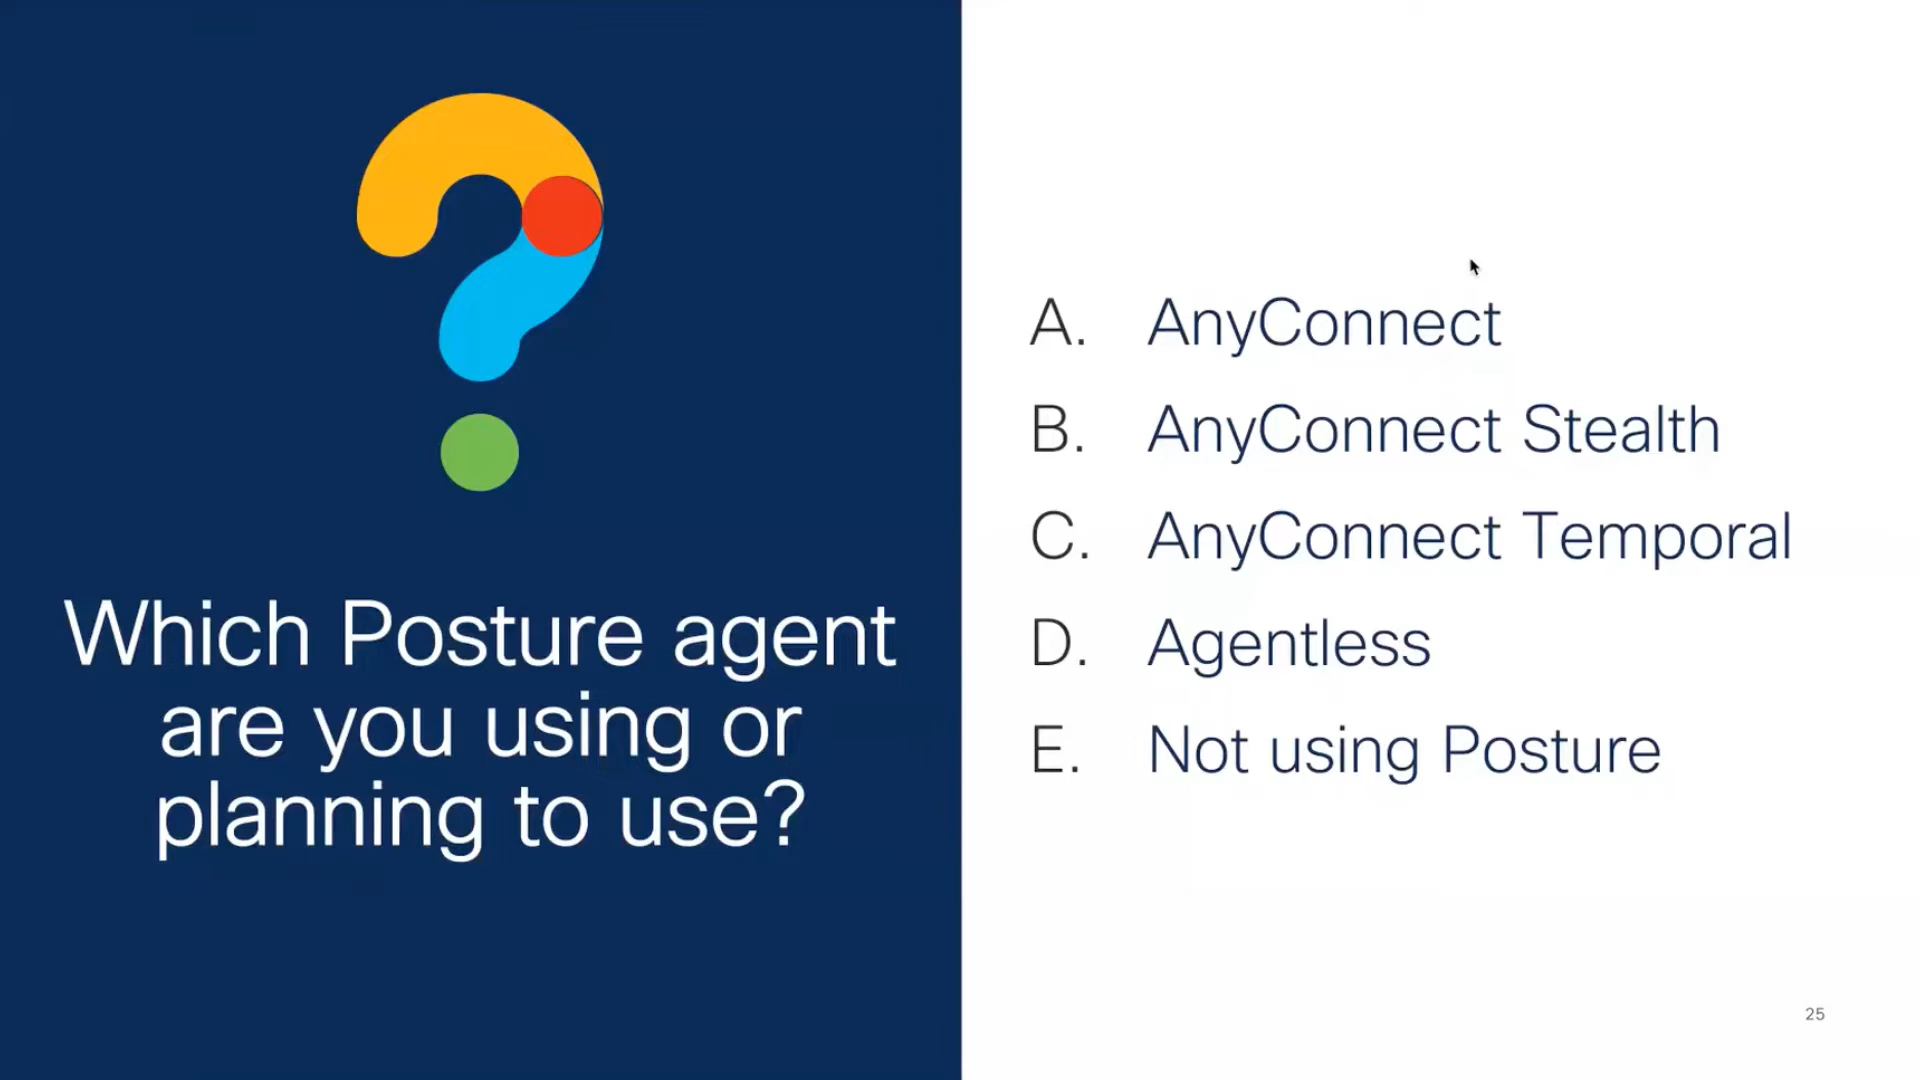 Which Posture agent
are you using or
planning to use?
A. AnyConnect
B. AnyConnect Stealth
C. AnyConnect Temporal
D. Agentless
E. Not using Posture
25